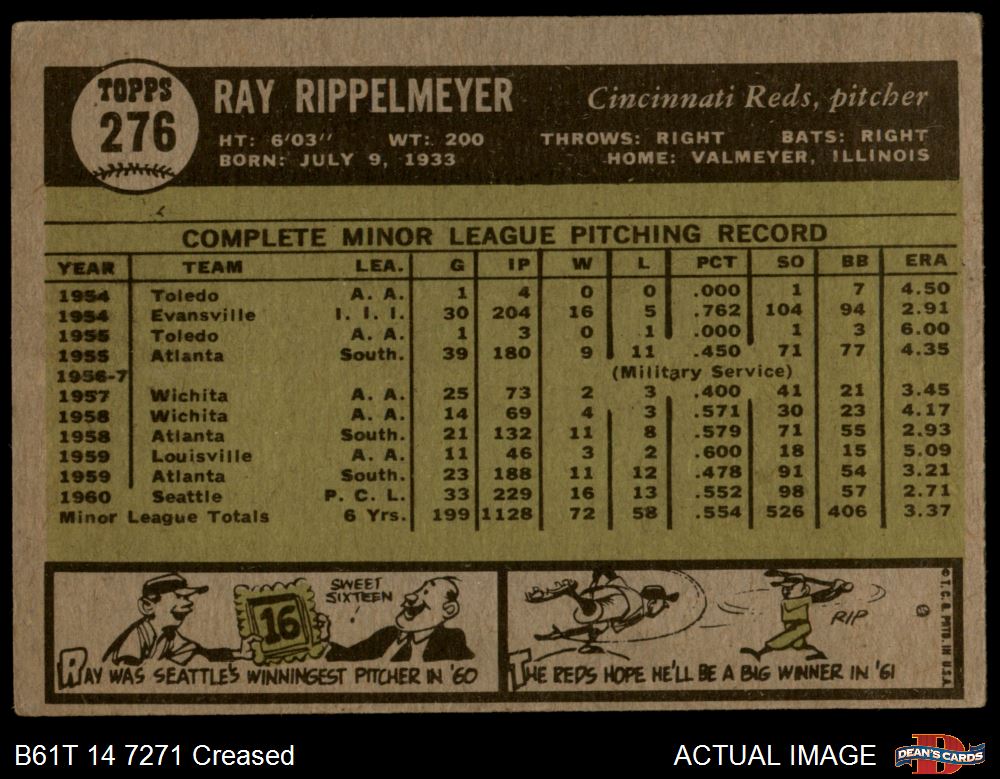 TOPPS
276
RAY RIPPELMEYER
Cincinnati Reds, pitcher
HT: 6'03'' WT: 200 THROWS: RIGHT BATS: RIGHT
BORN: JULY 9, 1933 HOME: VALMEYER, ILLINOIS
COMPLETE MINOR LEAGUE PITCHING RECORD
YEAR TEAM LEA. G IP W L PCT SO BB ERA
1954 Toledo A. A. 1 4 0 0 .000 1 7 4.50
1954 Evansville I. I. I. 30 204 16 5 .762 104 94 2.91
1955 Toledo A. A. 1 3 0 1 .000 1 3 6.00
1955 Atlanta South. 39 180 9 11 .450 71 77 4.35
1956-7 (Military Service)
1957 Wichita A. A. 25 73 2 3 .400 41 21 3.45
1958 Wichita A. A. 14 69 4 3 .571 30 23 4.17
1958 Atlanta South. 21 132 11 8 .579 71 55 2.93
1959 Louisville A. A. 11 46 3 2 .600 18 15 5.09
1959 Atlanta South. 23 188 11 12 .478 91 54 3.21
1960 Seattle P. C. L. 33 229 16 13 .552 98 57 2.71
Minor League Totals 6 Yrs. 199 1128 72 58 .554 526 406 3.37
SWEET
SIXTEEN
!
16
RAY WAS SEATTLE'S WINNINGEST PITCHER IN '60
RIP
THE REDS HOPE HE'LL BE A BIG WINNER IN '61
© T.C.G. PRTD. IN U.S.A.
B61T 14 7271 Creased
ACTUAL IMAGE
D
DEAN'S CARDS